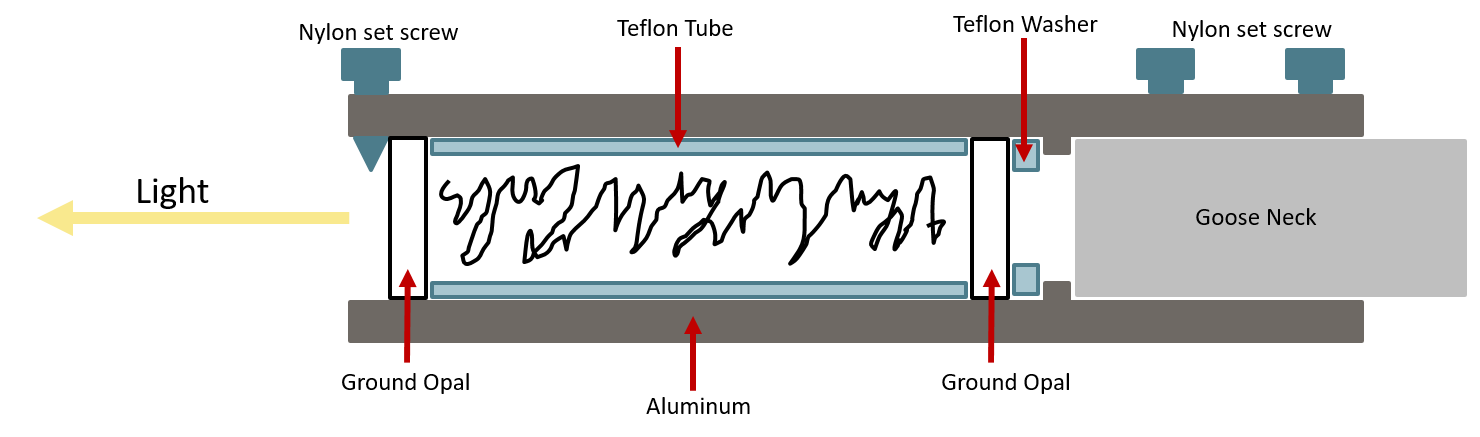 Nylon set screw
Teflon Tube
Teflon Washer
Nylon set screw
Light
Goose Neck
Ground Opal
Ground Opal
Aluminum